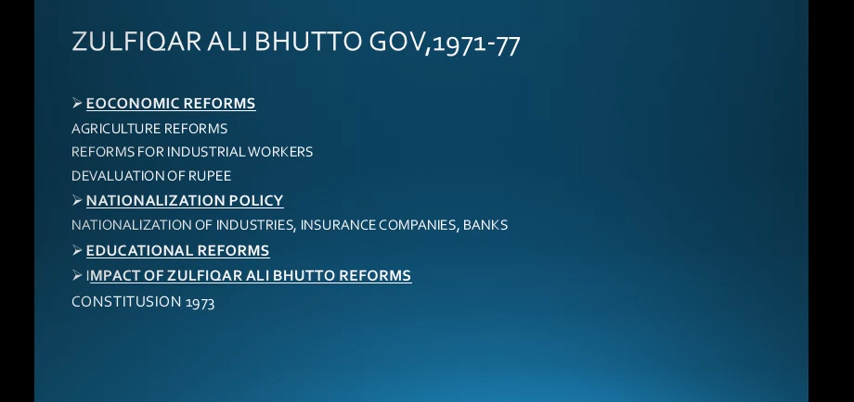 ZULFIQAR ALI BHUTTO GOV,1971-77
➢ EOCONOMIC REFORMS
AGRICULTURE REFORMS
REFORMS FOR INDUSTRIAL WORKERS
DEVALUATION OF RUPEE
➢ NATIONALIZATION POLICY
NATIONALIZATION OF INDUSTRIES, INSURANCE COMPANIES, BANKS
➢ EDUCATIONAL REFORMS
➢ IMPACT OF ZULFIQAR ALI BHUTTO REFORMS
CONSTITUSION 1973